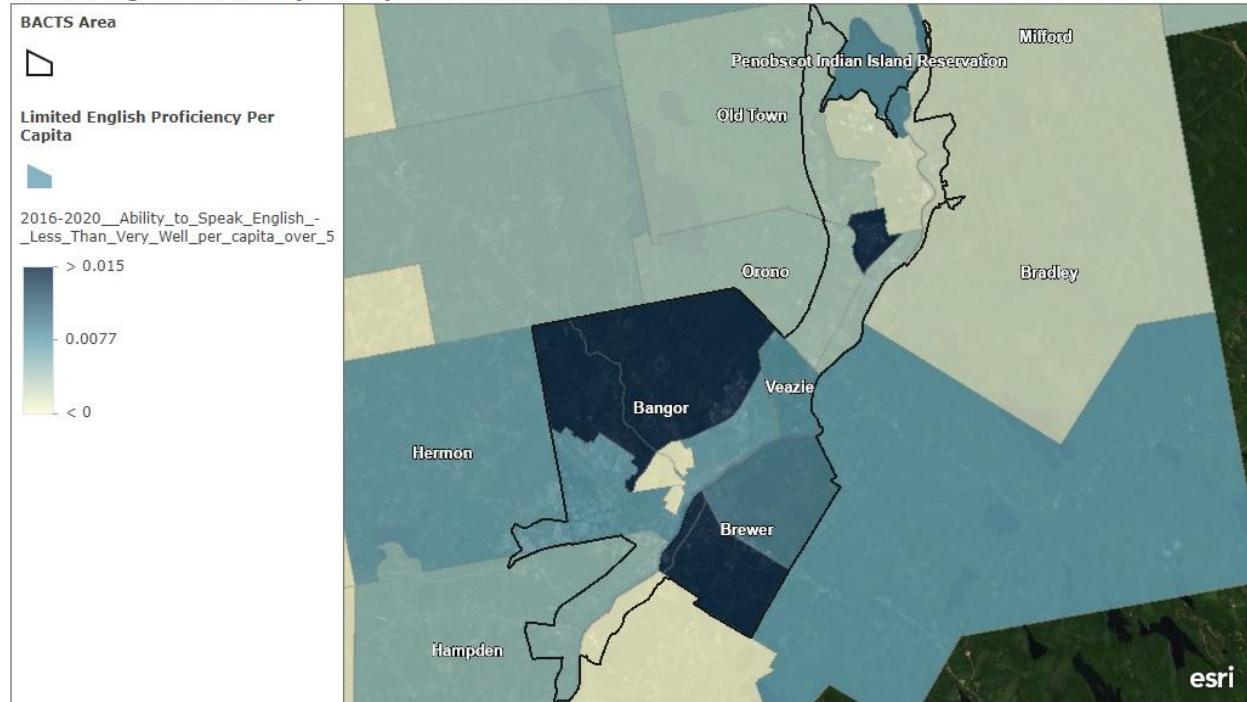 BACTS Area
Limited English Proficiency Per
Capita
2016-2020__Ability_to_Speak_English_-
_Less_Than_Very_Well_per_capita_over_5
> 0.015
0.0077
< 0
Milford
Penobscot Indian Island Reservation
Old Town
Orono
Bradley
Veazie
Bangor
Hermon
Brewer
Hampden
esri